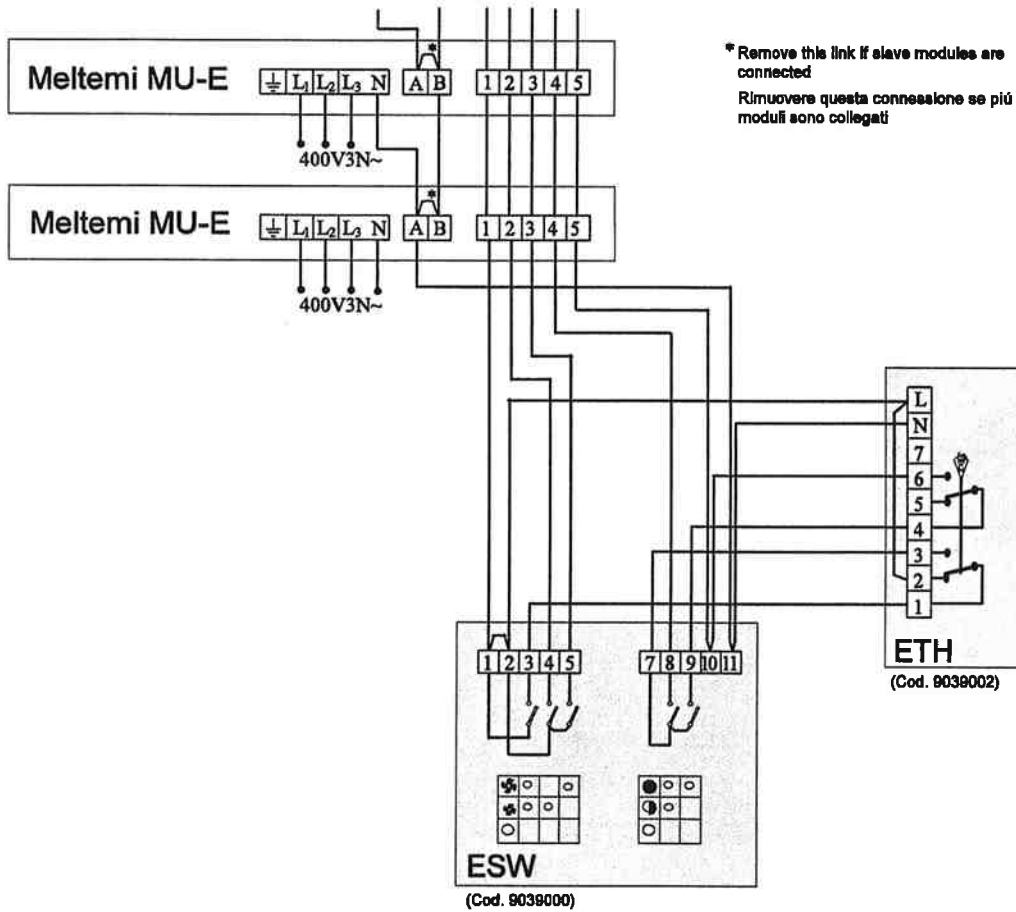 * Remove this link if slave modules are
connected
Rimuovere questa connessione se piú
moduli sono collegati
Meltemi MU-E
L1 L2 L3 N
A B
*
1 2 3 4 5
400V3N~
Meltemi MU-E
L1 L2 L3 N
A B
*
1 2 3 4 5
400V3N~
L
N
7
6
5
4
3
2
1
ETH
(Cod. 9039002)
1 2 3 4 5
7 8 9 10 11
ESW
(Cod. 9039000)